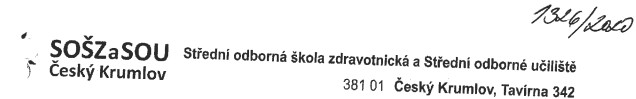 1326/2020
SOŠZaSOU
Český Krumlov
Střední odborná škola zdravotnická a Střední odborné učiliště
381 01 Český Krumlov, Tavírna 342